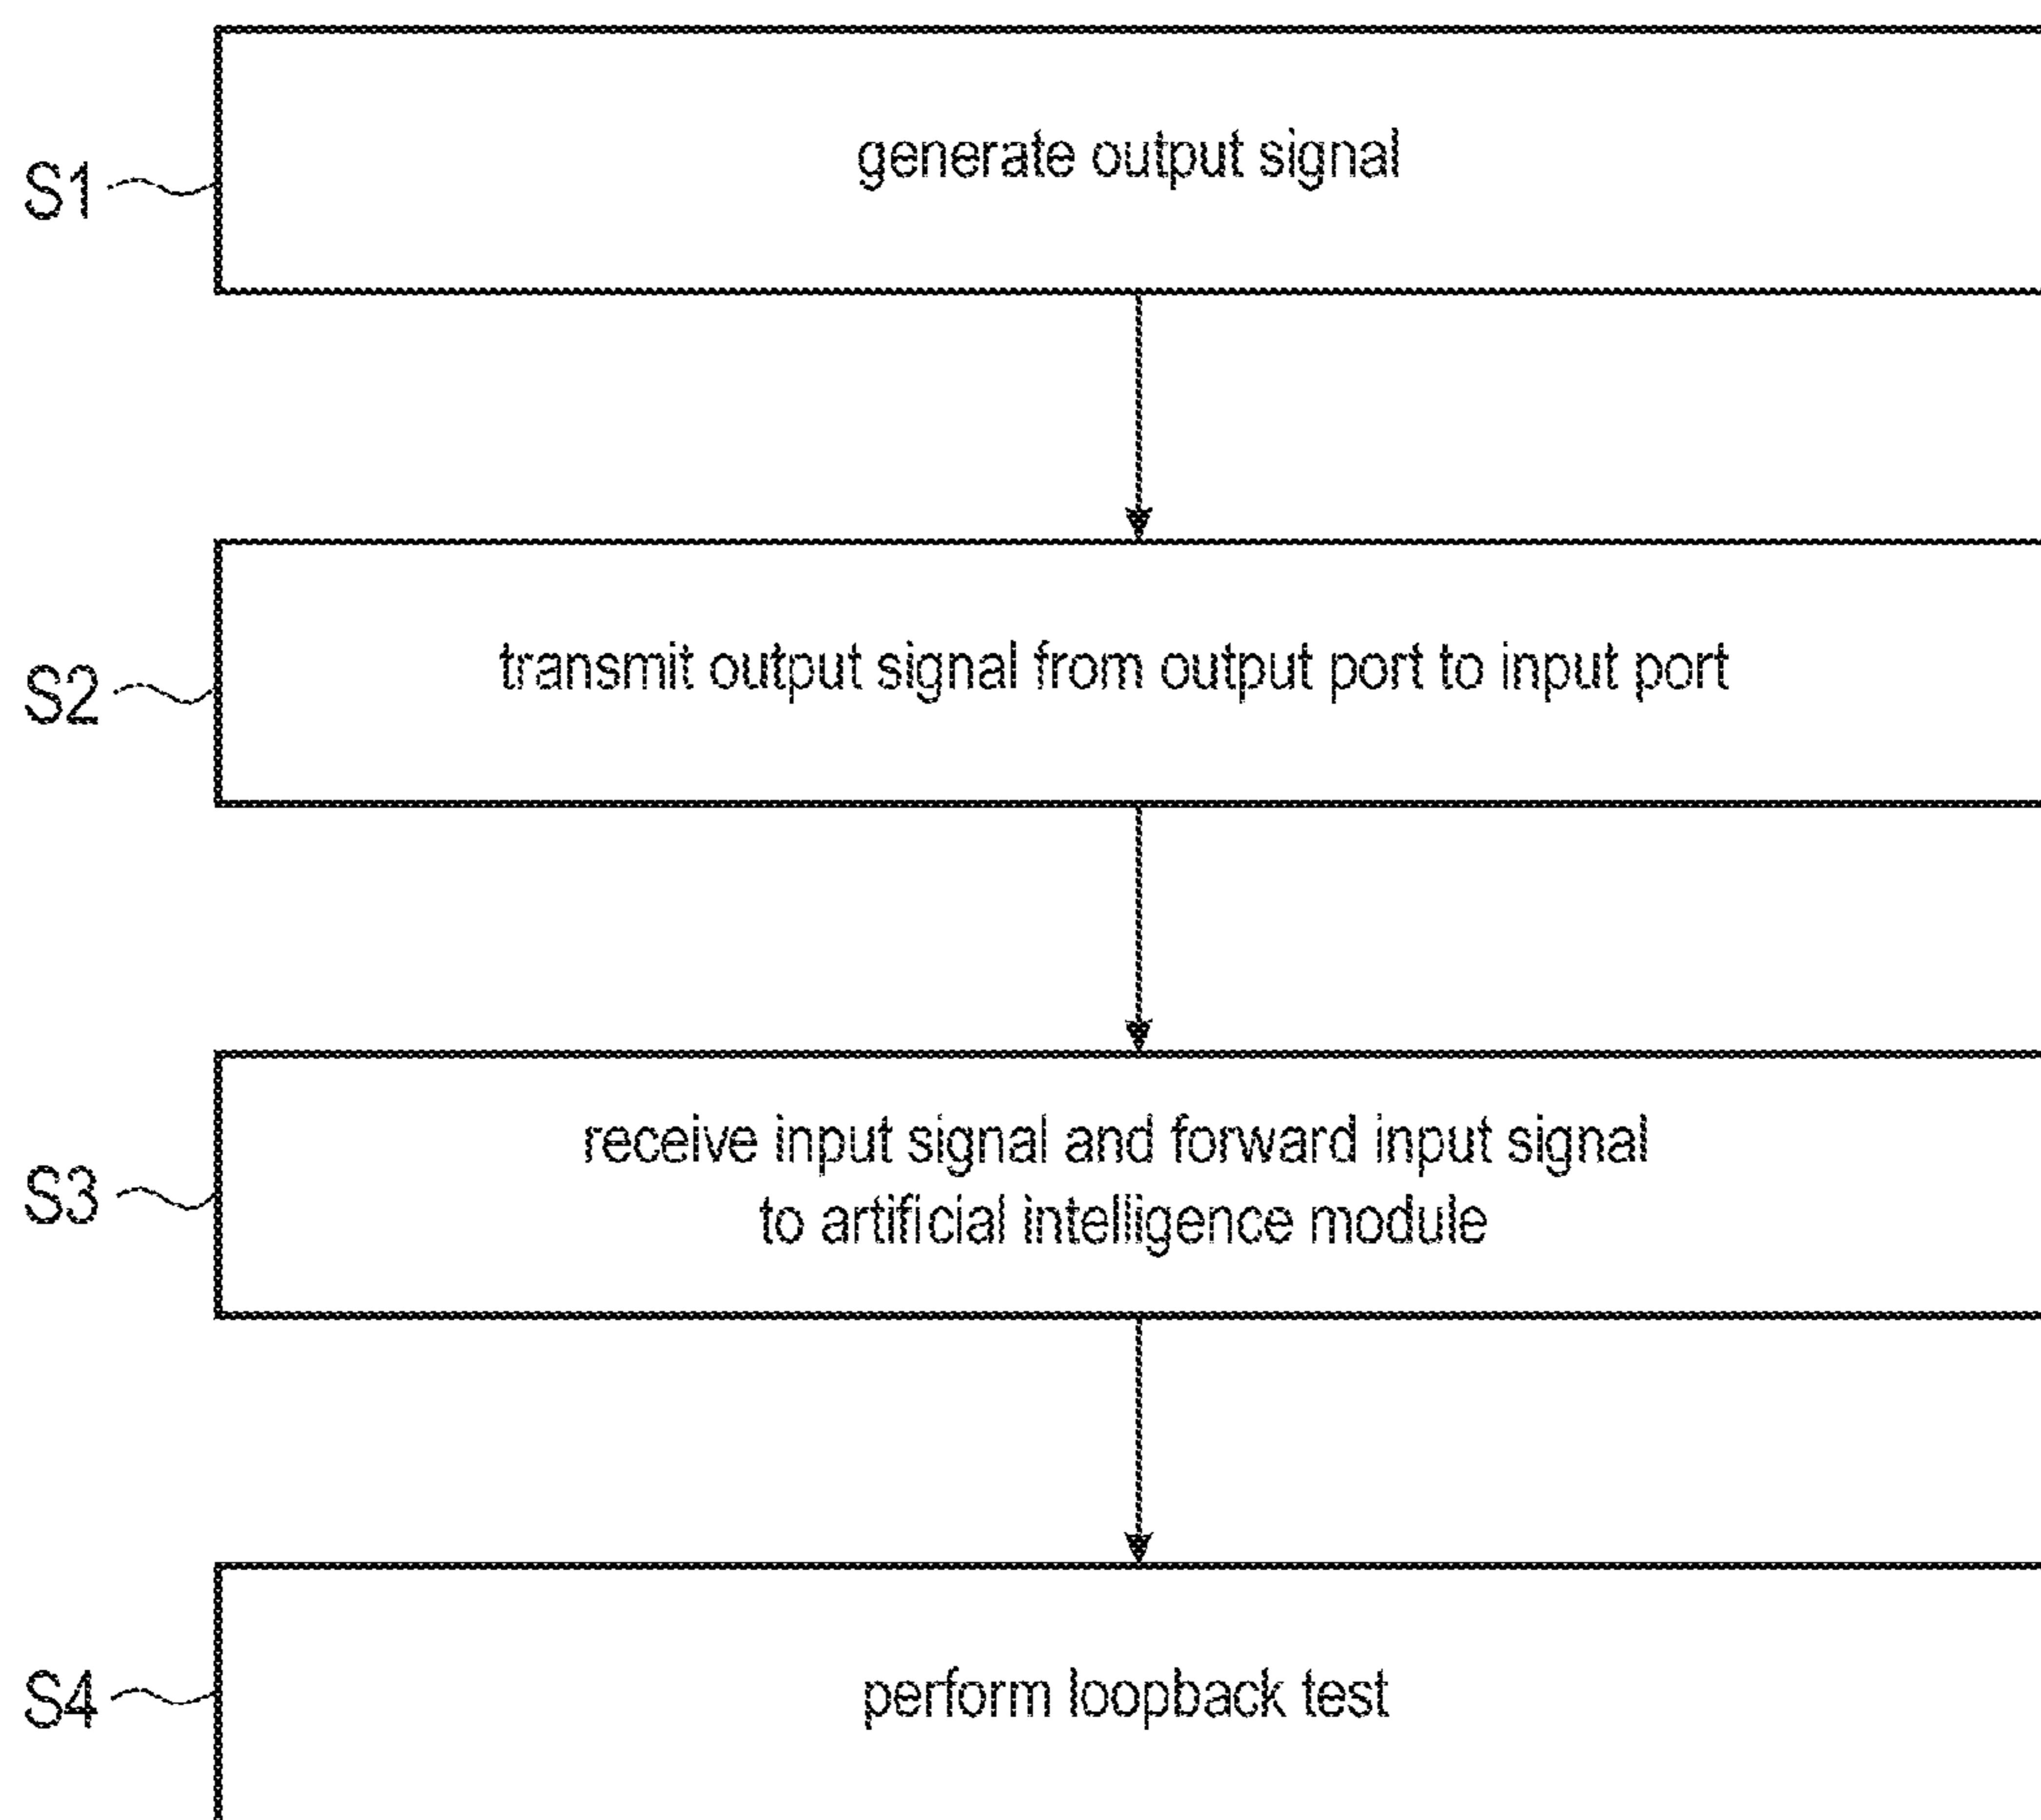 S1
generate output signal
S2
transmit output signal from output port to input port
S3
receive input signal and forward input signal
to artificial intelligence module
S4
perform loopback test